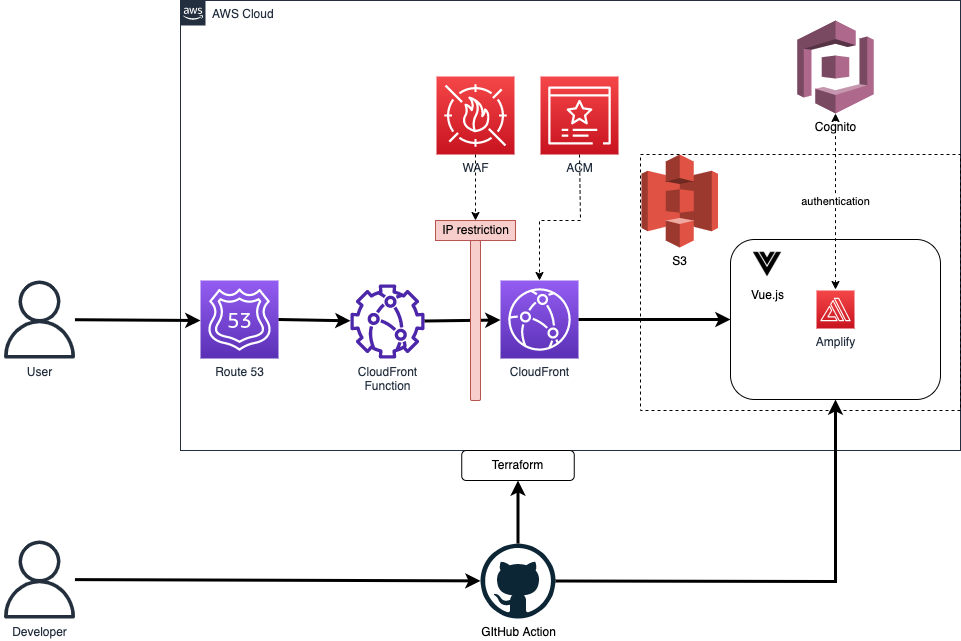 aws
AWS Cloud
Cognito
WAF
ACM
authentication
IP restriction
S3
Vue.js
53
Amplify
User
Route 53
CloudFront
Function
CloudFront
Terraform
Developer
GItHub Action